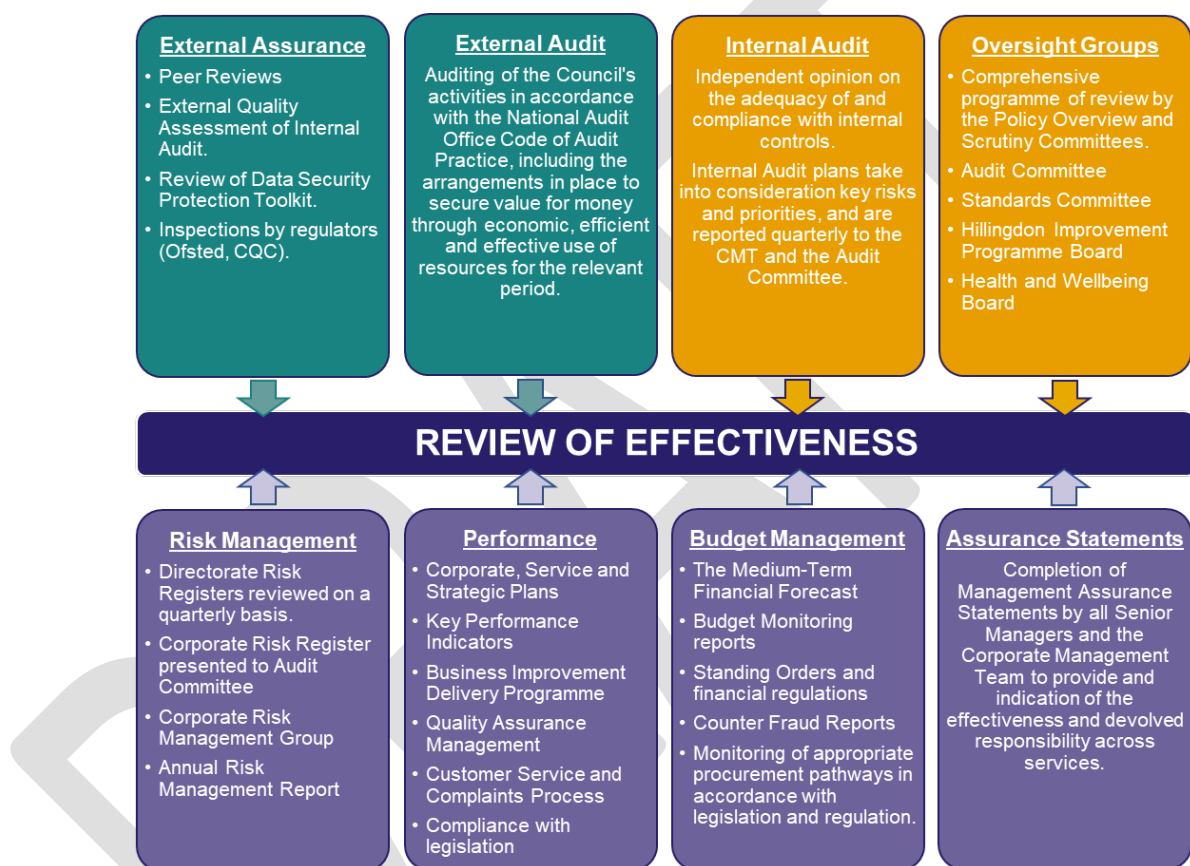 External Assurance
• Peer Reviews
• External Quality
Assessment of Internal
Audit.
• Review of Data Security
Protection Toolkit.
• Inspections by regulators
(Ofsted, CQC).
External Audit
Auditing of the Council's
activities in accordance
with the National Audit
Office Code of Audit
Practice, including the
arrangements in place to
secure value for money
through economic, efficient
and effective use of
resources for the relevant
period.
Internal Audit
Independent opinion on
the adequacy of and
compliance with internal
controls.
Internal Audit plans take
into consideration key risks
and priorities, and are
reported quarterly to the
CMT and the Audit
Committee.
Oversight Groups
• Comprehensive
programme of review by
the Policy Overview and
Scrutiny Committees.
• Audit Committee
• Standards Committee
• Hillingdon Improvement
Programme Board
• Health and Wellbeing
Board
REVIEW OF EFFECTIVENESS
Risk Management
• Directorate Risk
Registers reviewed on a
quarterly basis.
• Corporate Risk Register
presented to Audit
Committee
• Corporate Risk
Management Group
• Annual Risk
Management Report
Performance
• Corporate, Service and
Strategic Plans
• Key Performance
Indicators
• Business Improvement
Delivery Programme
• Quality Assurance
Management
• Customer Service and
Complaints Process
• Compliance with
legislation
Budget Management
• The Medium-Term
Financial Forecast
• Budget Monitoring
reports
• Standing Orders and
financial regulations
• Counter Fraud Reports
• Monitoring of appropriate
procurement pathways in
accordance with
legislation and regulation.
Assurance Statements
Completion of
Management Assurance
Statements by all Senior
Managers and the
Corporate Management
Team to provide and
indication of the
effectiveness and devolved
responsibility across
services.